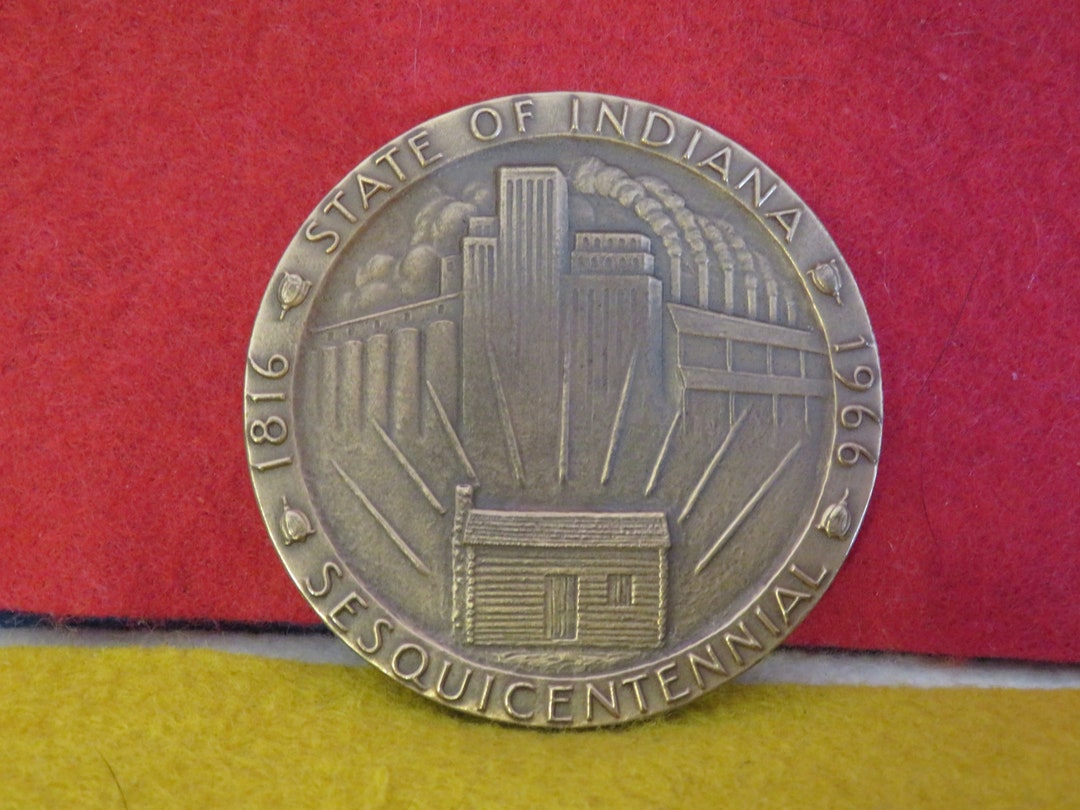 STATE OF INDIANA
1816
1966
SESQUICENTENNIAL